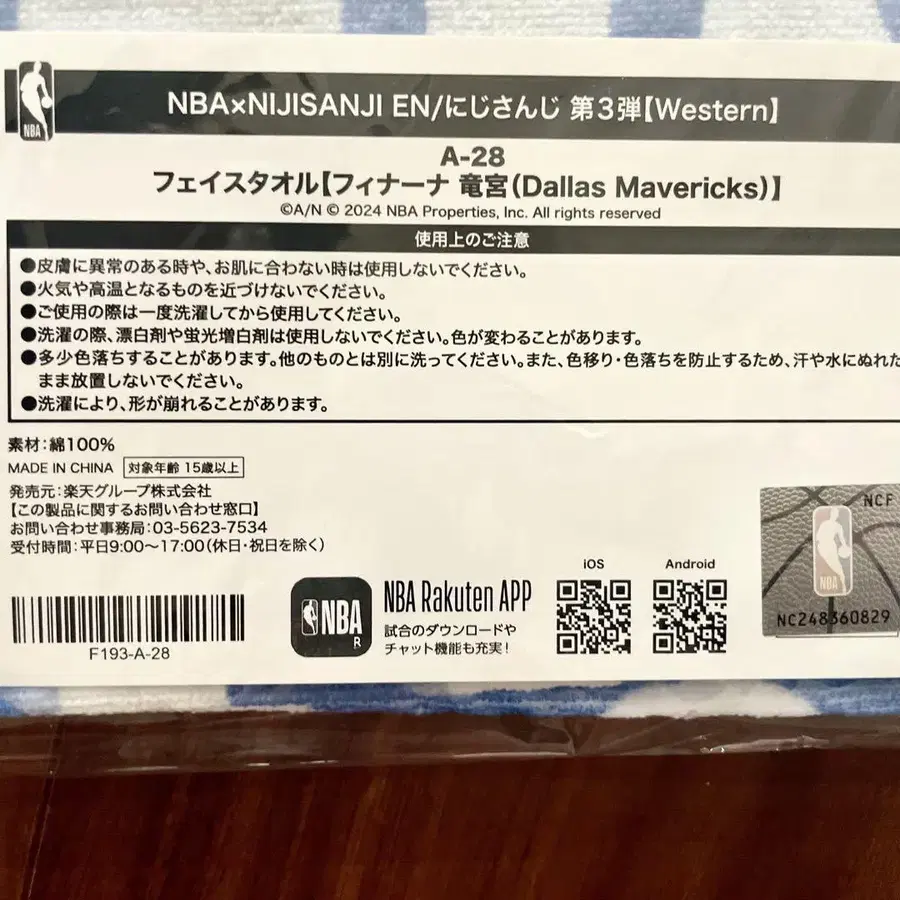 NBA
NBA×NIJISANJI EN/にじさんじ 第3弾【Western】
A-28
フェイスタオル【フィナーナ 竜宮(Dallas Mavericks)】
©A/N © 2024 NBA Properties, Inc. All rights reserved
使用上のご注意
●皮膚に異常のある時や、お肌に合わない時は使用しないでください。
●火気や高温となるものを近づけないでください。
●ご使用の際は一度洗濯してから使用してください。
●洗濯の際、漂白剤や蛍光増白剤は使用しないでください。色が変わることがあります。
●多少色落ちすることがあります。他のものとは別に洗ってください。また、色移り・色落ちを防止するため、汗や水にぬれた
まま放置しないでください。
●洗濯により、形が崩れることがあります。
素材:綿100%
MADE IN CHINA 対象年齢 15歳以上
発売元:楽天グループ株式会社
【この製品に関するお問い合わせ窓口】
お問い合わせ事務局:03-5623-7534
受付時間:平日9:00〜17:00(休日・祝日を除く)
F193-A-28
NBA
R
NBA Rakuten APP
試合のダウンロードや
チャット機能も充実!
iOS
Android
NCF
NBA
NC248360829